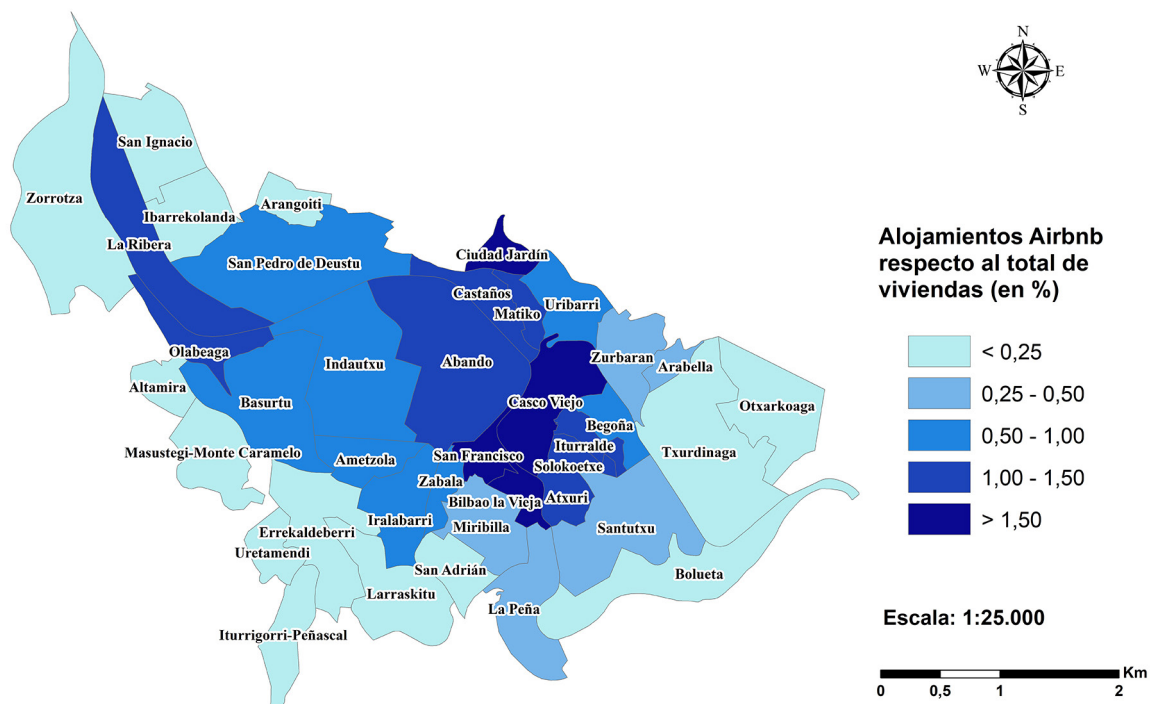 N
W E
S
San Ignacio
Zorrotza
Arangoiti
Ibarrekolanda
La Ribera
Ciudad Jardín
San Pedro de Deustu
Castaños
Uribarri
Matiko
Olabeaga
Zurbaran
Indautxu
Abando
Arabella
Altamira
Basurtu
Casco Viejo
Otxarkoaga
Begoña
Iturralde
Masustegi-Monte Caramelo
Txurdinaga
San Francisco
Ametzola
Solokoetxe
Zabala
Atxuri
Bilbao la Vieja
Iralabarri
Miribilla
Santutxu
Errekaldeberri
Uretamendi
San Adrián
Bolueta
Larraskitu
La Peña
Iturrigorri-Peñascal
Alojamientos Airbnb
respecto al total de
viviendas (en %)
< 0,25
0,25 - 0,50
0,50 - 1,00
1,00 - 1,50
> 1,50
Escala: 1:25.000
Km
0 0,5 1 2